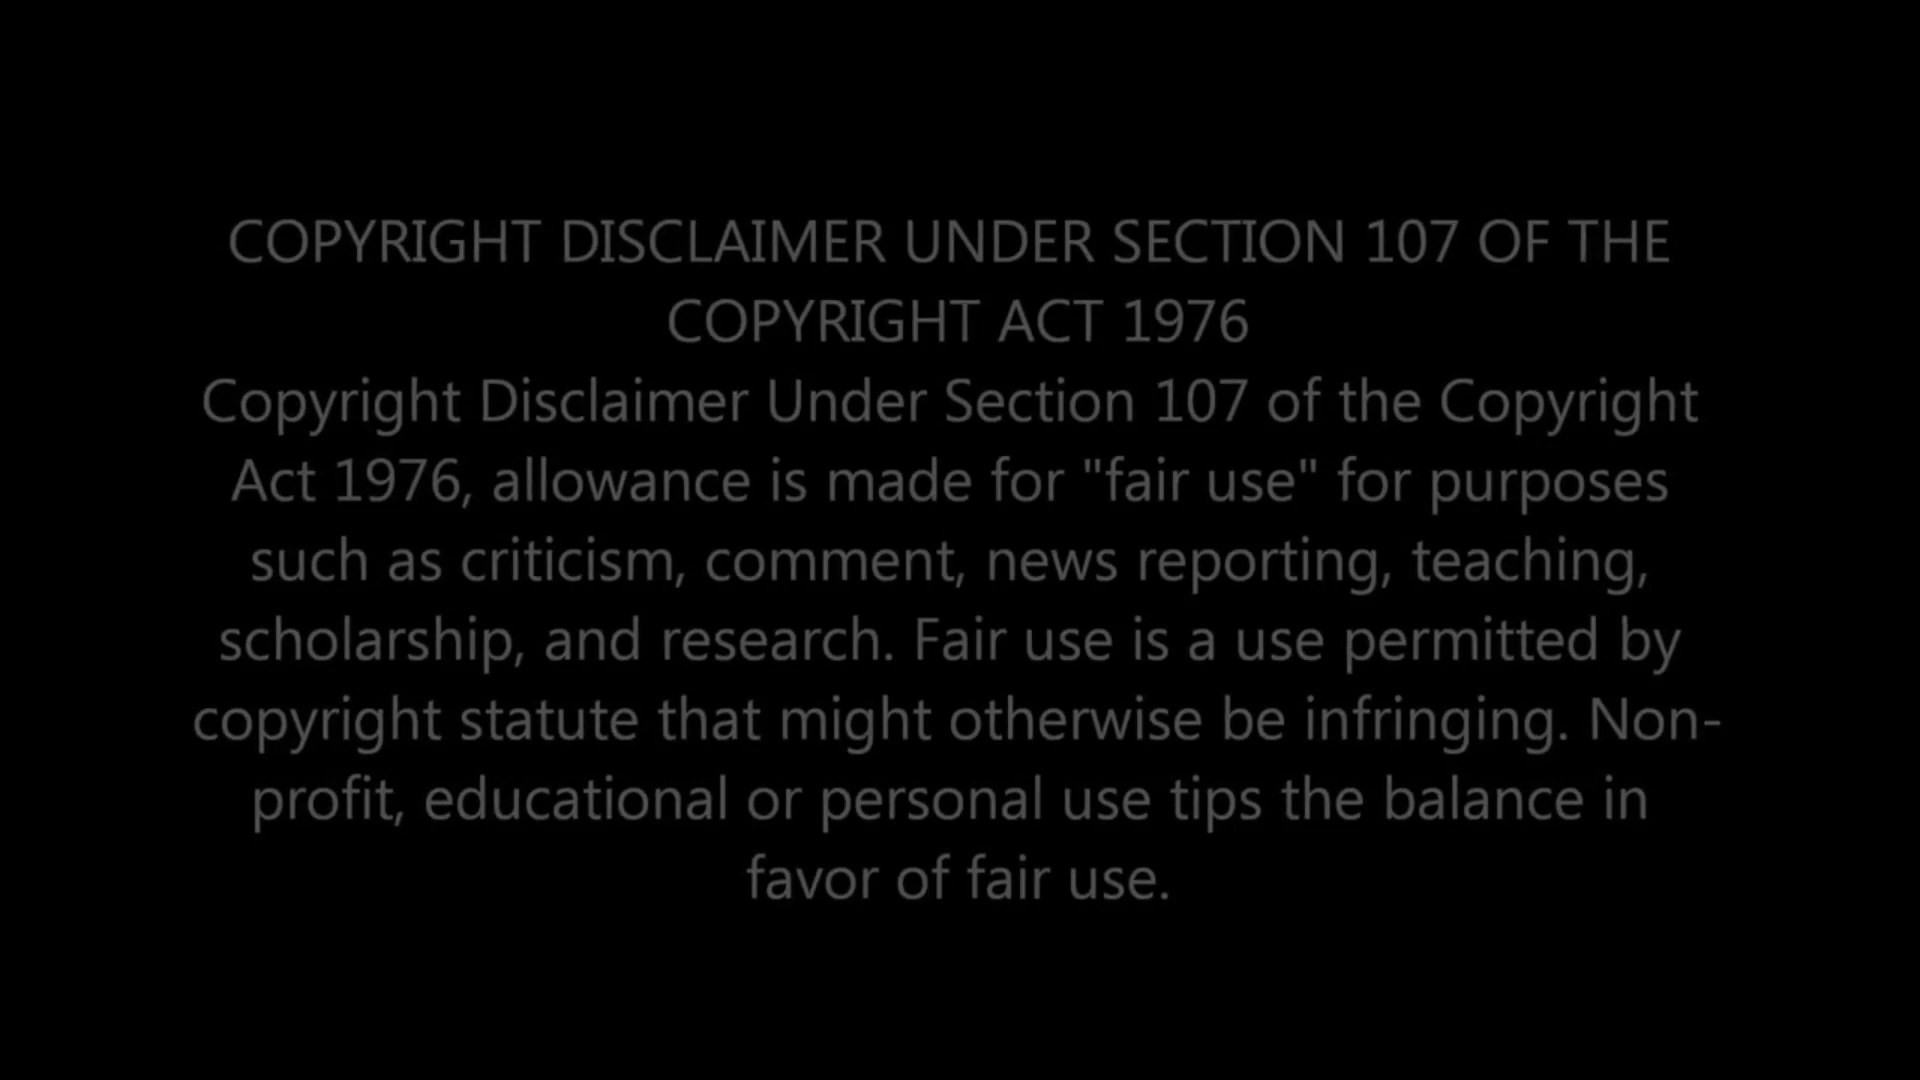 COPYRIGHT DISCLAIMER UNDER SECTION 107 OF THE
COPYRIGHT ACT 1976
Copyright Disclaimer Under Section 107 of the Copyright
Act 1976, allowance is made for "fair use" for purposes
such as criticism, comment, news reporting, teaching,
scholarship, and research. Fair use is a use permitted by
copyright statute that might otherwise be infringing. Non-
profit, educational or personal use tips the balance in
favor of fair use.